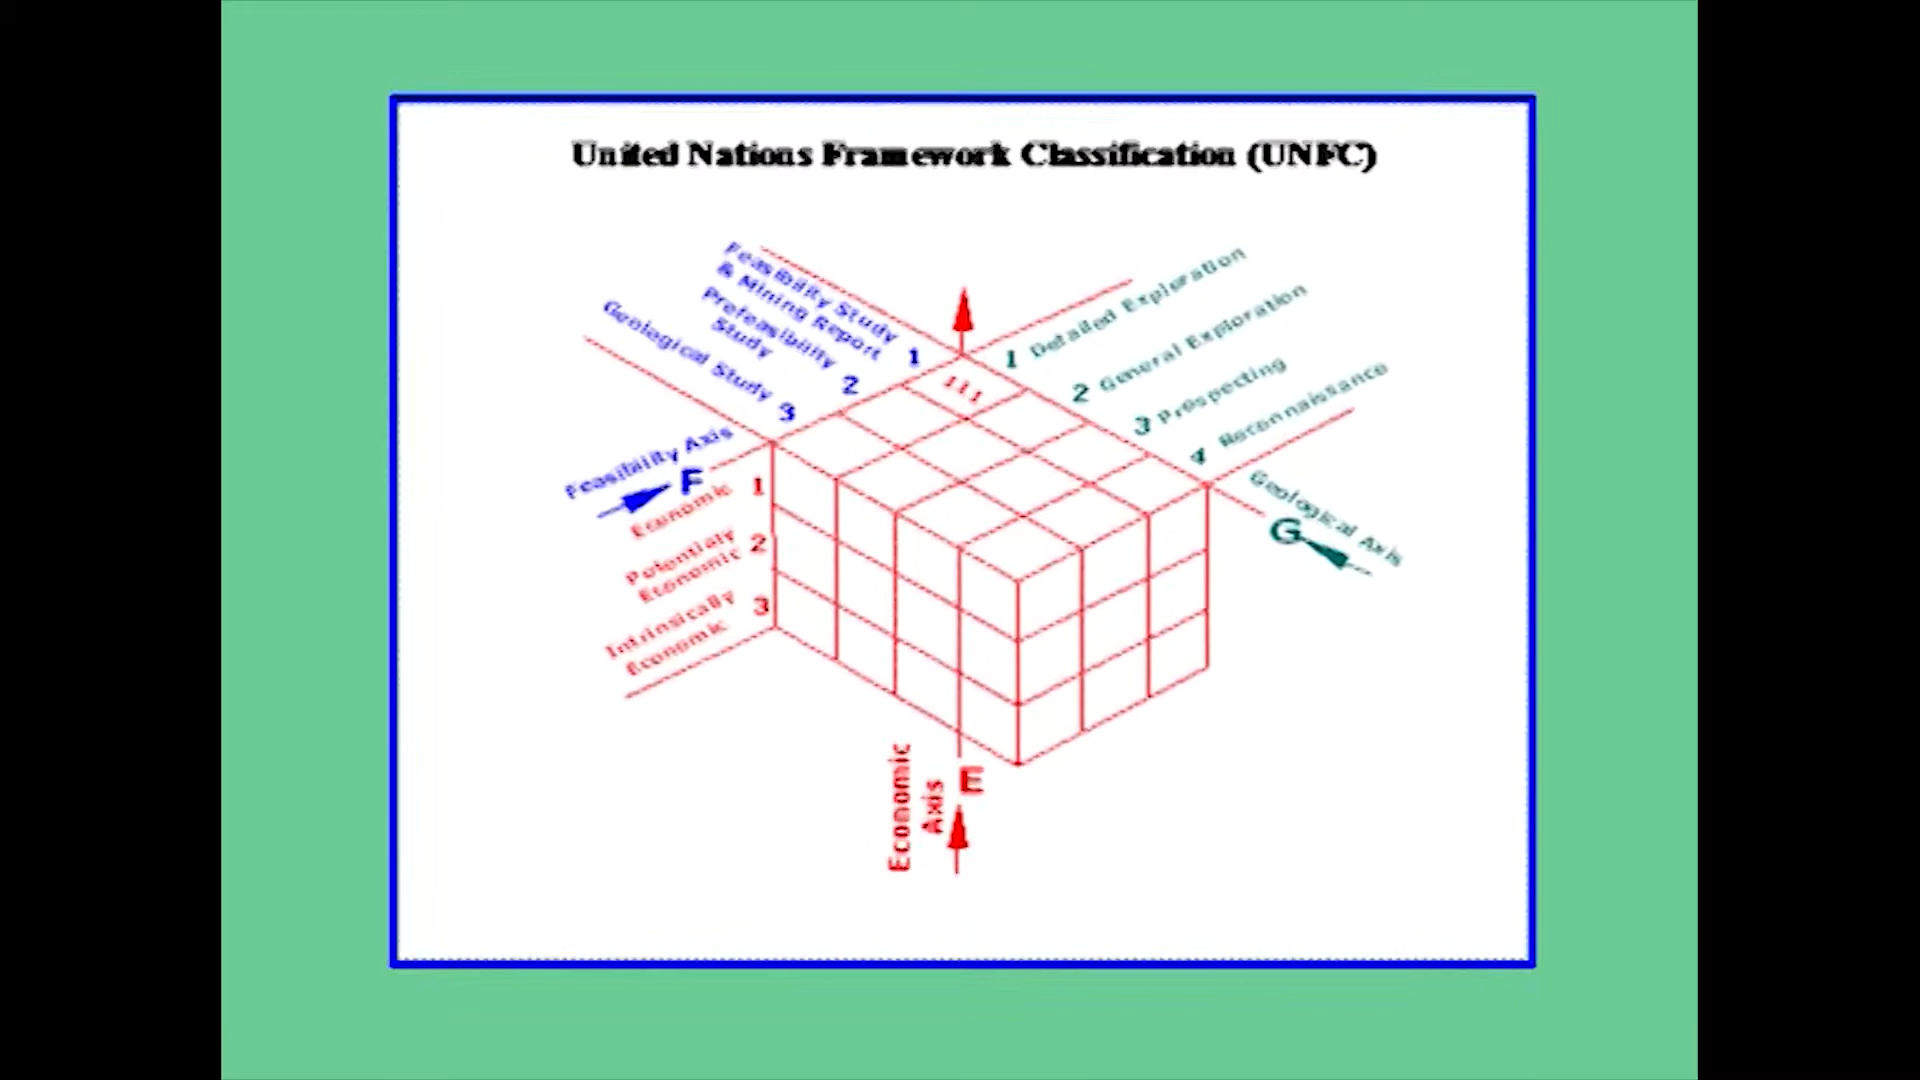 United Nations Framework Classification (UNFC)
Feasibility Study
& Mining Report
1
Prefeasibility
Study
2
Geological Study
3
1 Detailed Exploration
2 General Exploration
3 Prospecting
4 Reconnaissance
111
Feasibility Axis
F
Geological Axis
G
Economic
1
Potentialy
Economic
2
Intrinsically
Economic
3
Economic
Axis
E